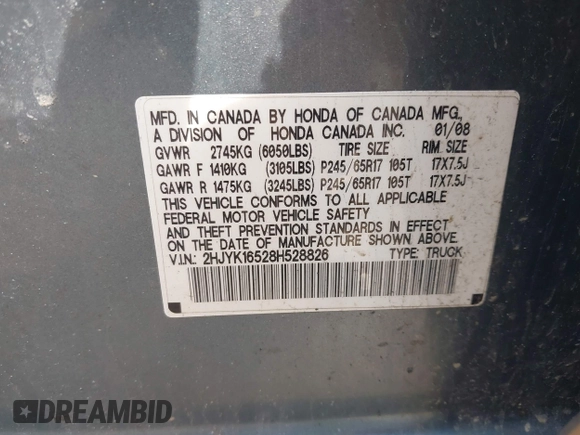 MFD. IN CANADA BY HONDA OF CANADA MFG.,
A DIVISION OF HONDA CANADA INC. 01/08
GVWR 2745KG (6050LBS) TIRE SIZE RIM SIZE
GAWR F 1410KG (3105LBS) P245/65R17 105T 17X7.5J
GAWR R 1475KG (3245LBS) P245/65R17 105T 17X7.5J
THIS VEHICLE CONFORMS TO ALL APPLICABLE
FEDERAL MOTOR VEHICLE SAFETY
AND THEFT PREVENTION STANDARDS IN EFFECT
ON THE DATE OF MANUFACTURE SHOWN ABOVE.
V.I.N.: 2HJYK16528H528826 TYPE: TRUCK
DREAMBID